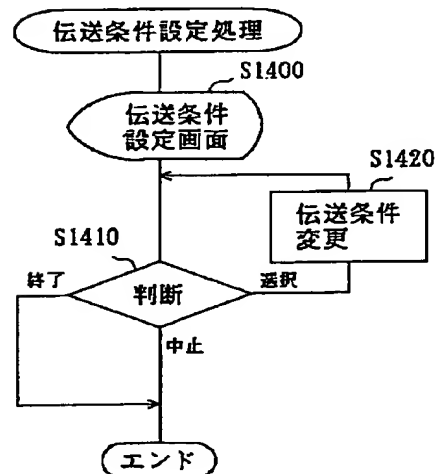 伝送条件設定処理
S1400
伝送条件
設定画面
S1420
伝送条件
変更
S1410
終了
判断
選択
中止
エンド